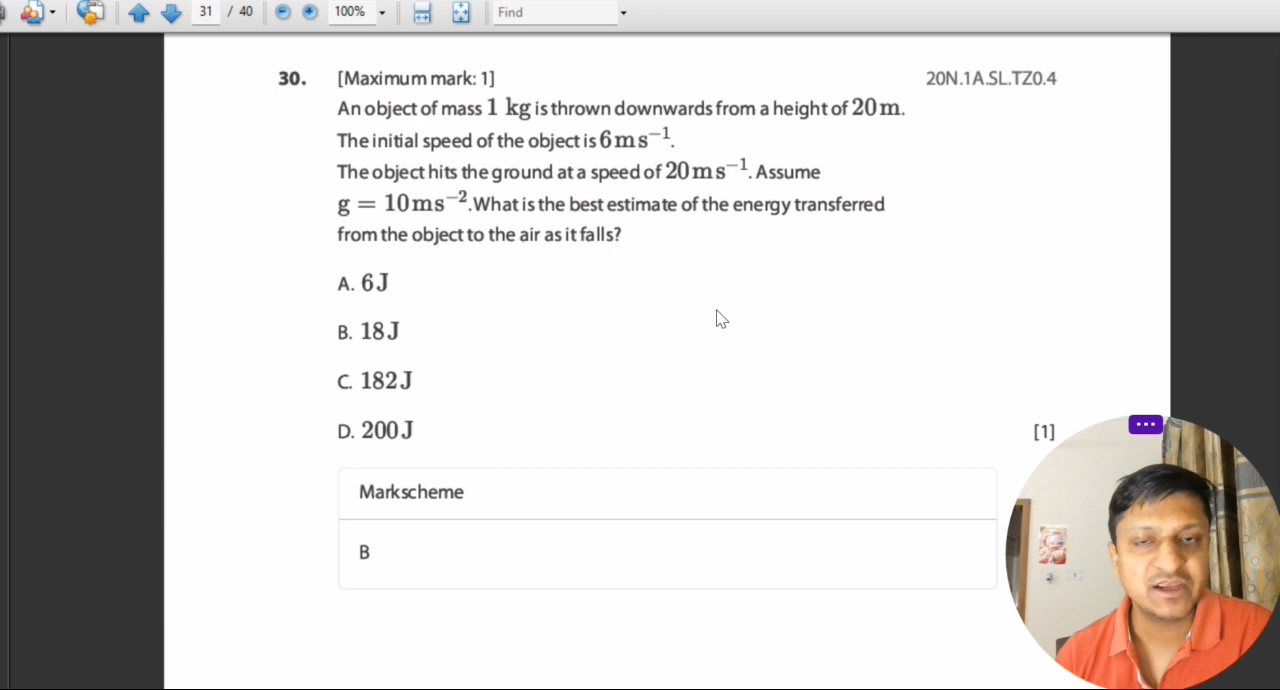 31 / 40 100% Find
30. [Maximum mark: 1] 20N.1A.SL.TZ0.4
An object of mass 1 kg is thrown downwards from a height of 20 m.
The initial speed of the object is 6 m s⁻¹.
The object hits the ground at a speed of 20 m s⁻¹. Assume
g = 10 m s⁻².What is the best estimate of the energy transferred
from the object to the air as it falls?
A. 6 J
B. 18 J
C. 182 J
D. 200 J
[1]
Markscheme
B